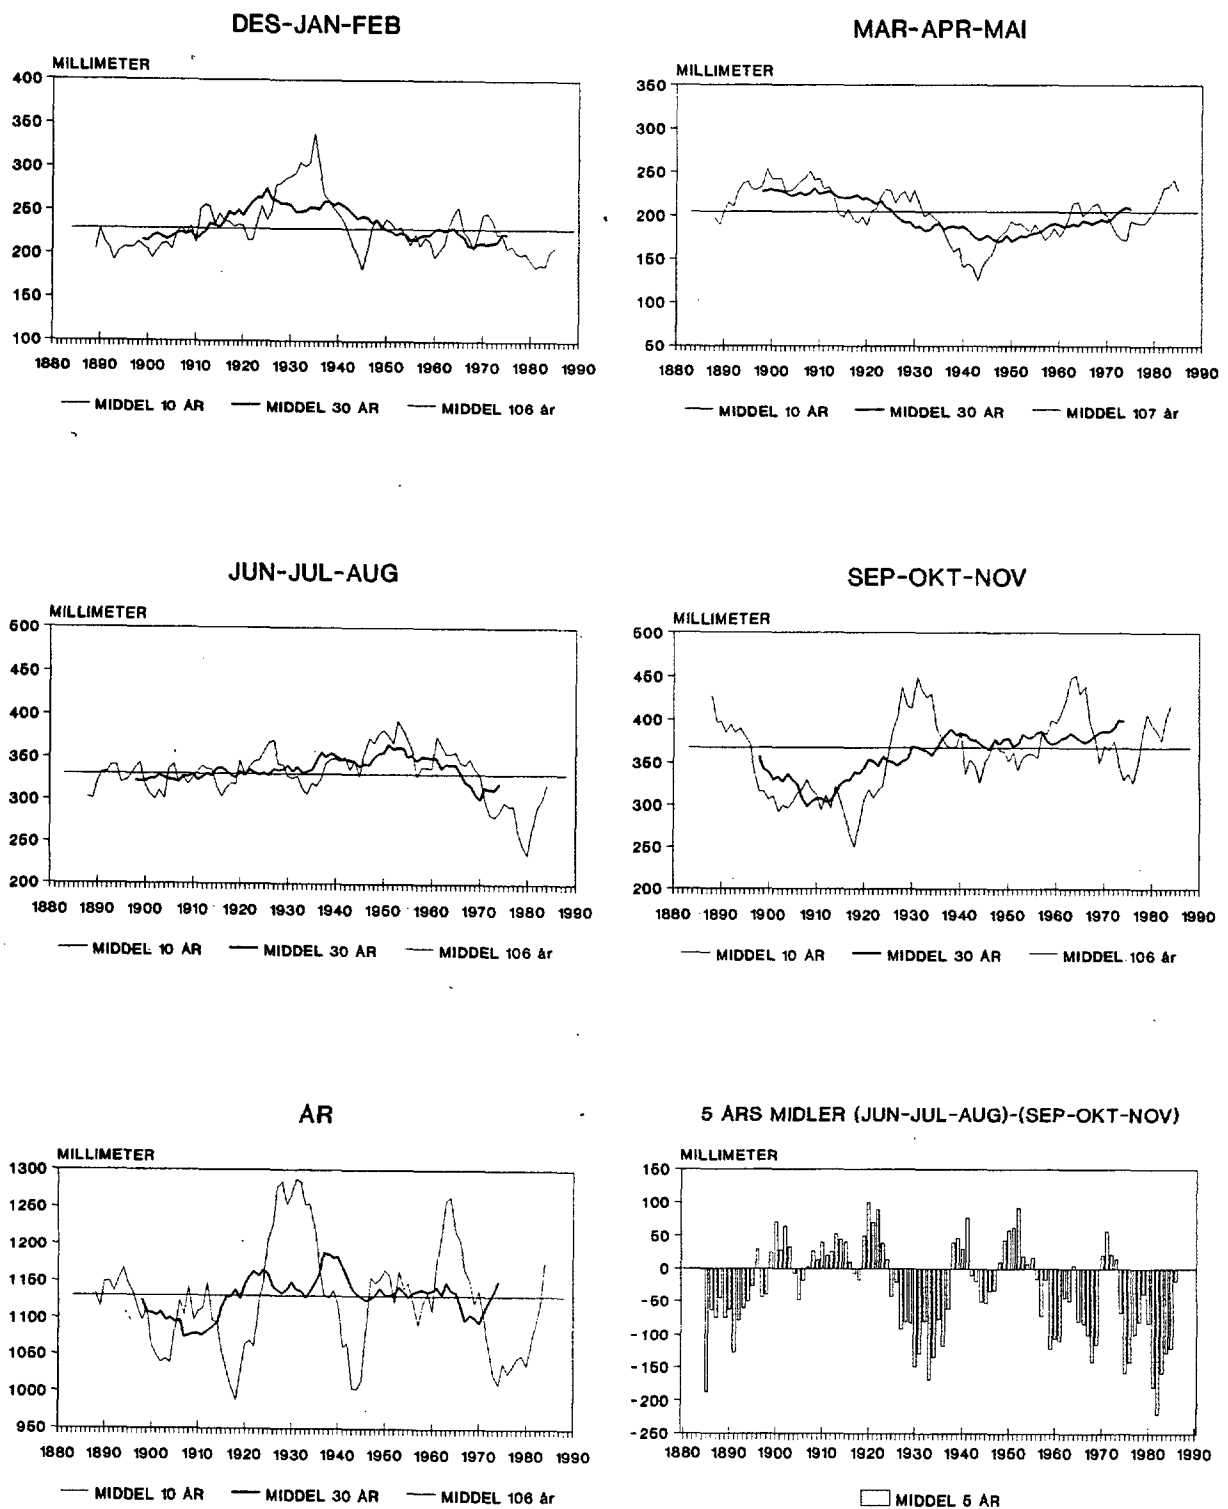 DES-JAN-FEB
MILLIMETER
400
350
300
250
200
150
100
1880 1890 1900 1910 1920 1930 1940 1950 1960 1970 1980 1990
MIDDEL 10 ÅR MIDDEL 30 ÅR MIDDEL 106 år
MAR-APR-MAI
MILLIMETER
350
300
250
200
150
100
50
1880 1890 1900 1910 1920 1930 1940 1950 1960 1970 1980 1990
MIDDEL 10 ÅR MIDDEL 30 ÅR MIDDEL 107 år
JUN-JUL-AUG
MILLIMETER
500
450
400
350
300
250
200
1880 1890 1900 1910 1920 1930 1940 1950 1960 1970 1980 1990
MIDDEL 10 ÅR MIDDEL 30 ÅR MIDDEL 106 år
SEP-OKT-NOV
MILLIMETER
500
450
400
350
300
250
200
1880 1890 1900 1910 1920 1930 1940 1950 1960 1970 1980 1990
MIDDEL 10 ÅR MIDDEL 30 ÅR MIDDEL 106 år
ÅR
MILLIMETER
1300
1250
1200
1150
1100
1050
1000
950
1880 1890 1900 1910 1920 1930 1940 1950 1960 1970 1980 1990
MIDDEL 10 ÅR MIDDEL 30 ÅR MIDDEL 106 år
5 ÅRS MIDLER (JUN-JUL-AUG)-(SEP-OKT-NOV)
MILLIMETER
150
100
50
0
-50
-100
-150
-200
-250
1880 1890 1900 1910 1920 1930 1940 1950 1960 1970 1980 1990
MIDDEL 5 ÅR